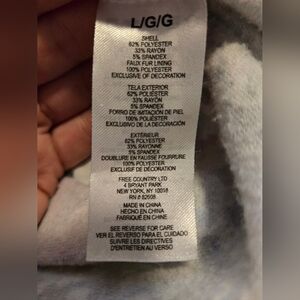 L/G/G
SHELL
62% POLYESTER
33% RAYON
5% SPANDEX
FAUX FUR LINING
100% POLYESTER
EXCLUSIVE OF DECORATION
TELA EXTERIOR
62% POLIÉSTER
33% RAYÓN
5% SPANDEX
FORRO DE IMITACIÓN DE PIEL
100% POLIÉSTER
EXCLUSIVO DE LA DECORACIÓN
EXTÉRIEUR
62% POLYESTER
33% RAYONNE
5% SPANDEX
DOUBLURE EN FAUSSE FOURRURE
100% POLYESTER
EXCLUSIF DE DÉCORATION
FREE COUNTRY LTD
4 BRYANT PARK
NEW YORK, NY 10018
RN # 82608
MADE IN CHINA
HECHO EN CHINA
FABRIQUÉ EN CHINE
SEE REVERSE FOR CARE
VER EL REVERSO PARA EL CUIDADO
SUIVRE LES DIRECTIVES
D'ENTRETIEN AU VERSO